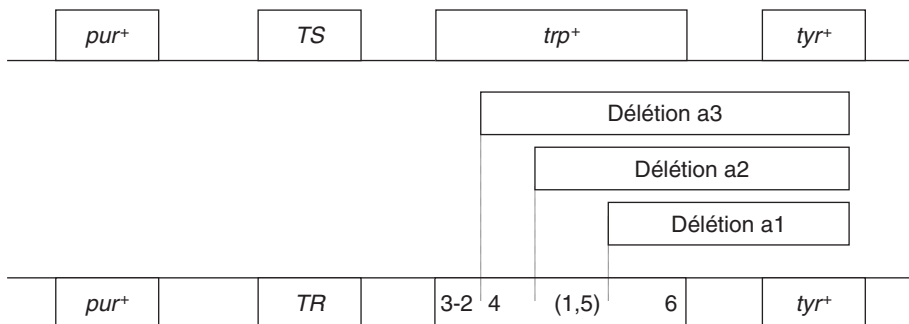 pur⁺ TS trp⁺ tyr⁺
Délétion a3
Délétion a2
Délétion a1
pur⁺ TR 3-2 4 (1,5) 6 tyr⁺